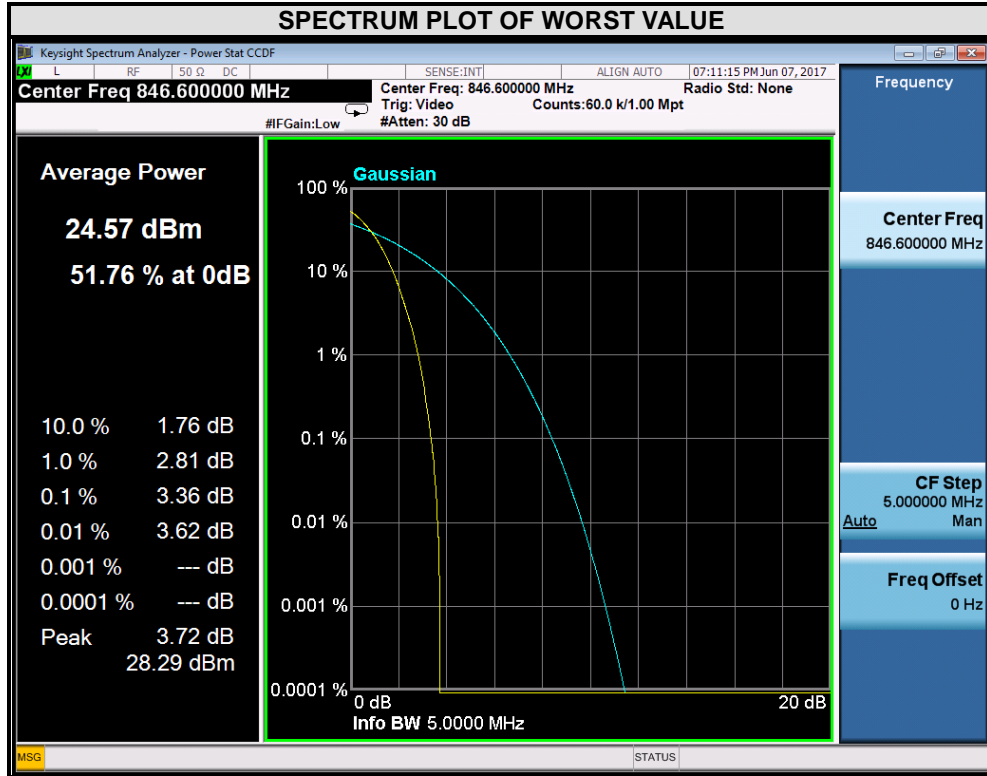 SPECTRUM PLOT OF WORST VALUE
Keysight Spectrum Analyzer - Power Stat CCDF
LXI L RF 50 Ω DC SENSE:INT ALIGN AUTO 07:11:15 PM Jun 07, 2017
Center Freq 846.600000 MHz
#IFGain:Low
Center Freq: 846.600000 MHz Radio Std: None
Trig: Video Counts:60.0 k/1.00 Mpt
#Atten: 30 dB
Frequency
Average Power
24.57 dBm
51.76 % at 0dB
10.0 % 1.76 dB
1.0 % 2.81 dB
0.1 % 3.36 dB
0.01 % 3.62 dB
0.001 % --- dB
0.0001 % --- dB
Peak 3.72 dB
28.29 dBm
Gaussian
100 %
10 %
1 %
0.1 %
0.01 %
0.001 %
0.0001 %
0 dB 20 dB
Info BW 5.0000 MHz
Center Freq
846.600000 MHz
CF Step
5.000000 MHz
Auto Man
Freq Offset
0 Hz
MSG STATUS